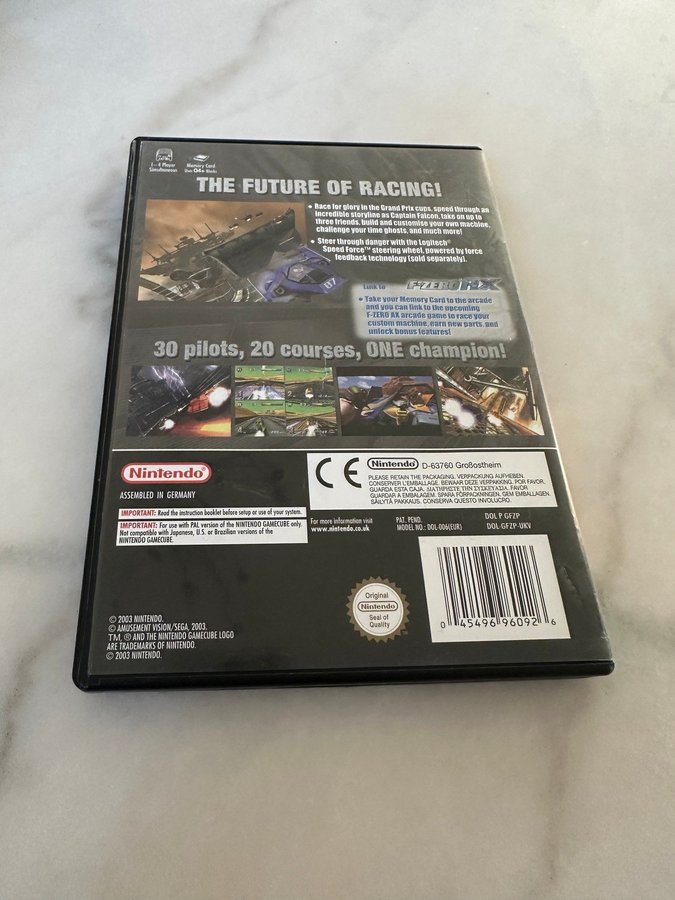 1-4 Player
Simultaneous
Memory Card
Uses 04+ Blocks
THE FUTURE OF RACING!
• Race for glory in the Grand Prix cups, speed through an
incredible storyline as Captain Falcon, take on up to
three friends, build and customise your own machine,
challenge your time ghosts, and much more!
• Steer through danger with the Logitech®
Speed Force™ steering wheel, powered by force
feedback technology (sold separately).
07
Link to
F-ZERO AX
• Take your Memory Card to the arcade
and you can link to the upcoming
F-ZERO AX arcade game to race your
custom machine, earn new parts, and
unlock bonus features!
30 pilots, 20 courses, ONE champion!
Nintendo®
ASSEMBLED IN GERMANY
CE Nintendo® D-63760 Großostheim
PLEASE RETAIN THE PACKAGING. VERPACKUNG AUFHEBEN.
CONSERVER L'EMBALLAGE. BEWAAR DEZE VERPAKKING. POR FAVOR,
GUARDA ESTA CAJA. ΔΙΑΤΗΡΗΣΤΕ ΤΗΝ ΣΥΣΚΕΥΑΣΙΑ. FAVOR
GUARDAR A EMBALAGEM. SPARA FÖRPACKNINGEN. GEM EMBALLAGEN.
SÄILYTÄ PAKKAUS. CONSERVA QUESTO INVOLUCRO.
IMPORTANT: Read the instruction booklet before setup or use of your system.
IMPORTANT: For use with PAL version of the NINTENDO GAMECUBE only.
Not compatible with Japanese, U.S. or Brazilian versions of the
NINTENDO GAMECUBE.
For more information visit
www.nintendo.co.uk
PAT. PEND.
MODEL NO.: DOL-006(EUR)
DOL P GFZP
DOL-GFZP-UKV
Original
Nintendo®
Seal of
Quality
0 45496 96092 6
© 2003 NINTENDO.
© AMUSEMENT VISION/SEGA, 2003.
TM, ® AND THE NINTENDO GAMECUBE LOGO
ARE TRADEMARKS OF NINTENDO.
© 2003 NINTENDO.